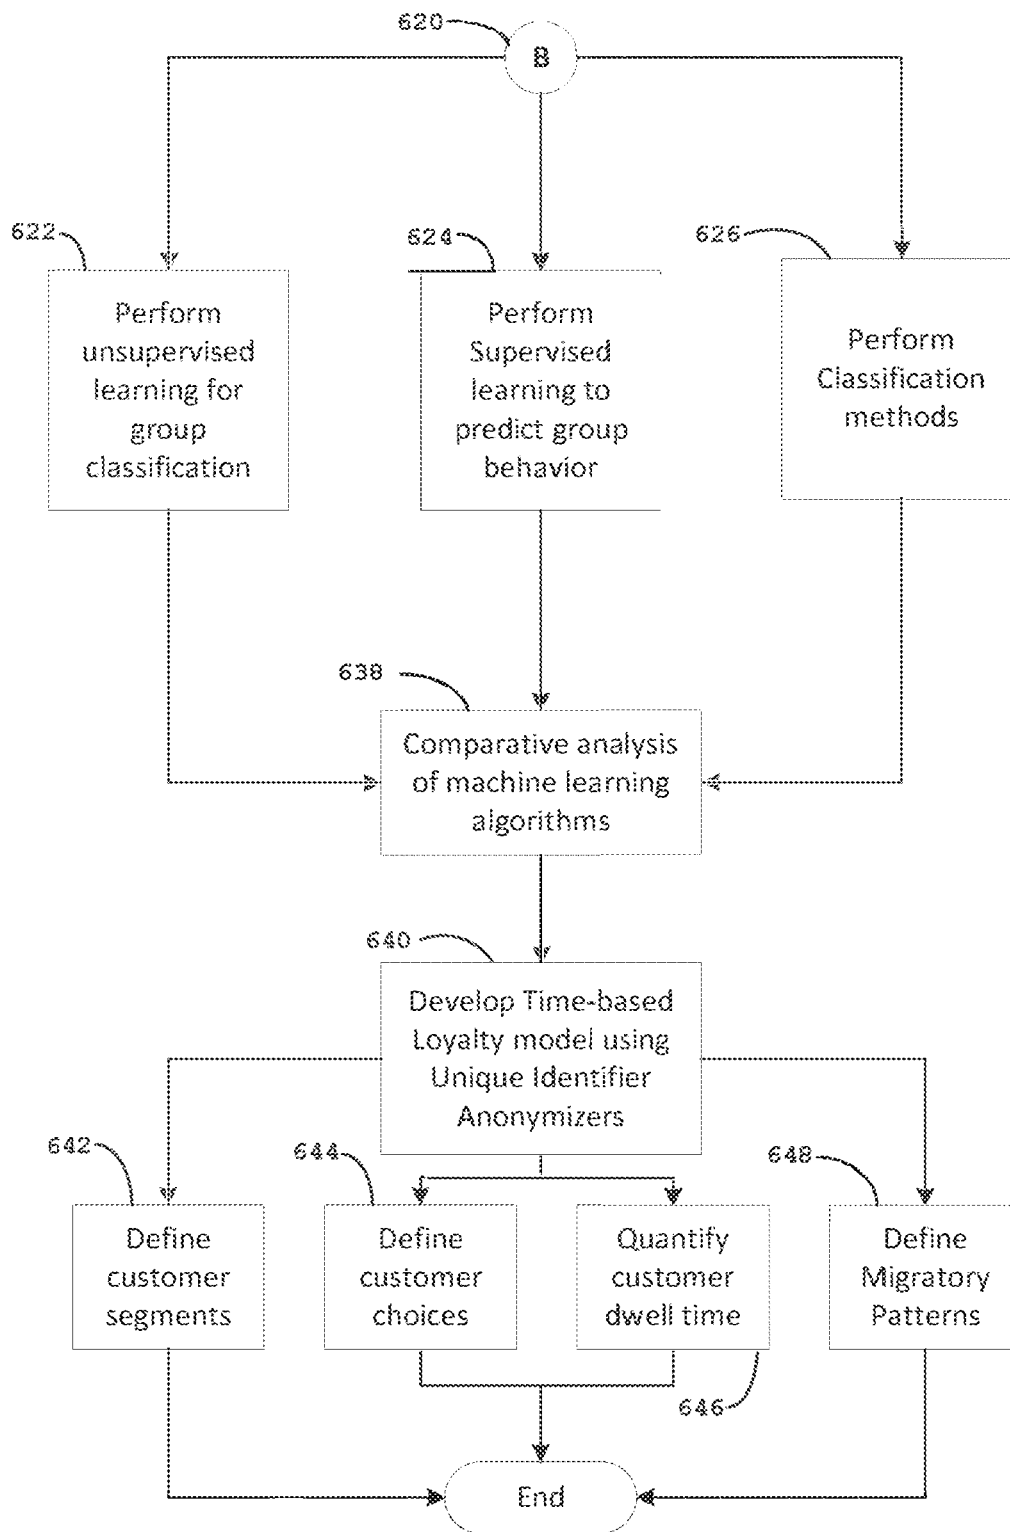 620
B
622
624
626
Perform
unsupervised
learning for
group
classification
Perform
Supervised
learning to
predict group
behavior
Perform
Classification
methods
638
Comparative analysis
of machine learning
algorithms
640
Develop Time-based
Loyalty model using
Unique Identifier
Anonymizers
642
644
648
Define
customer
segments
Define
customer
choices
Quantify
customer
dwell time
Define
Migratory
Patterns
646
End